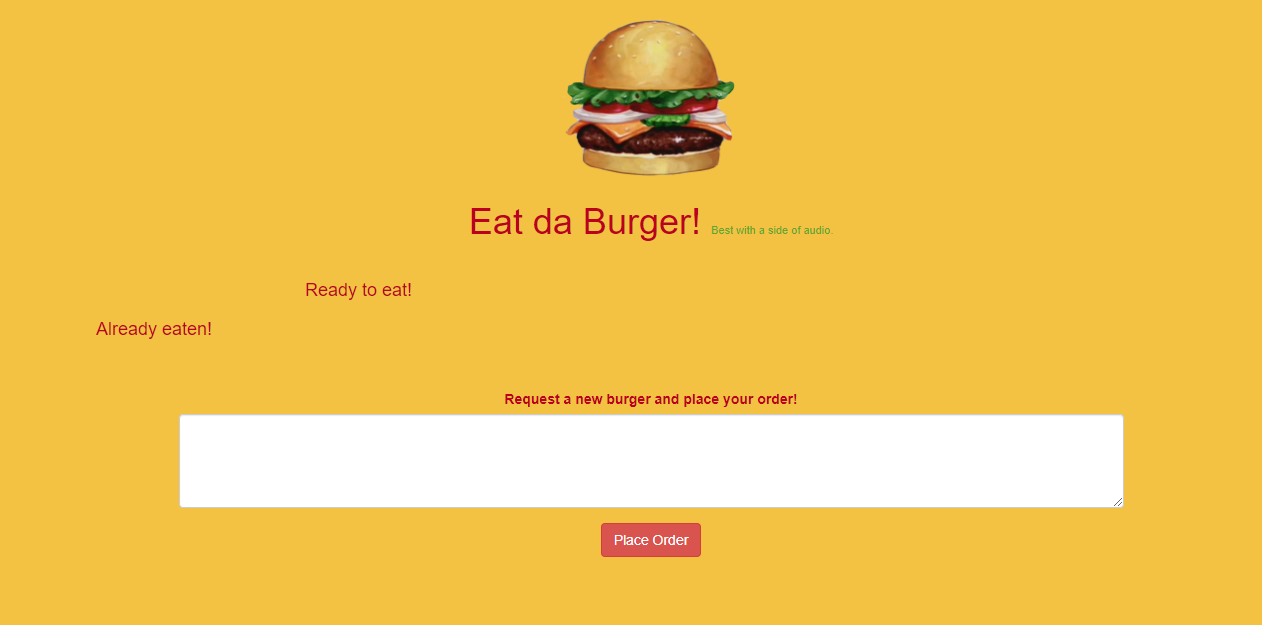 Eat da Burger! Best with a side of audio.
Ready to eat!
Already eaten!
Request a new burger and place your order!
Place Order